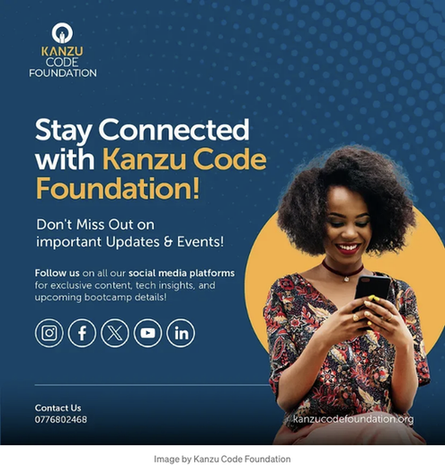 KANZU
CODE
FOUNDATION
Stay Connected
with Kanzu Code
Foundation!
Don't Miss Out on
important Updates & Events!
Follow us on all our social media platforms
for exclusive content, tech insights, and
upcoming bootcamp details!
Contact Us
0776802468
kanzucodefoundation.org
Image by Kanzu Code Foundation